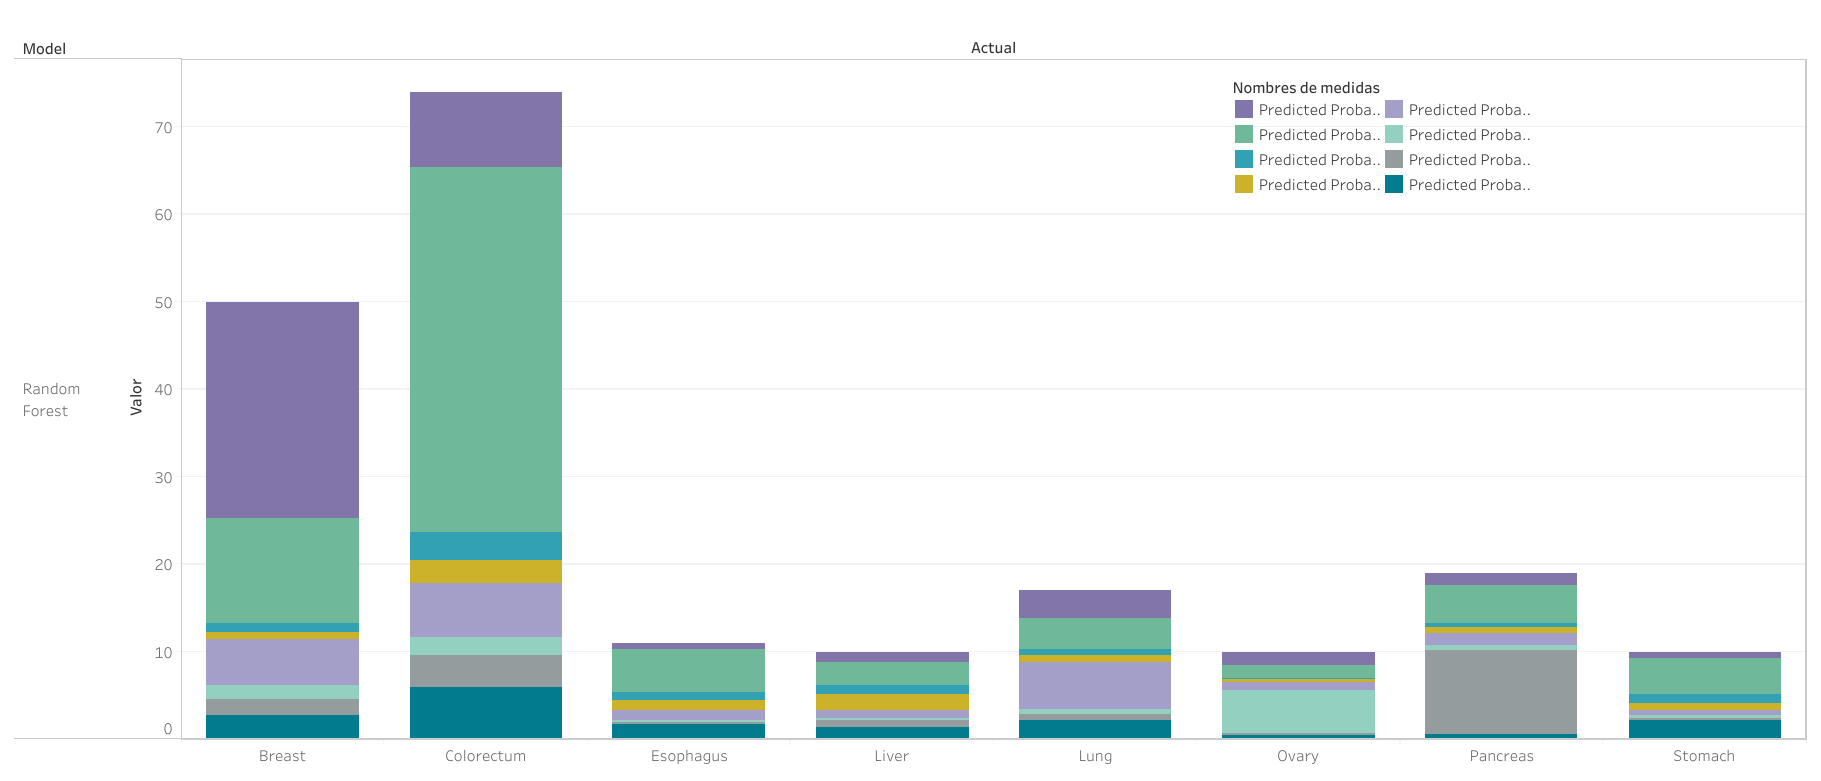 Model
Actual
Nombres de medidas
Predicted Proba.. Predicted Proba..
Predicted Proba.. Predicted Proba..
Predicted Proba.. Predicted Proba..
Predicted Proba.. Predicted Proba..
70
60
50
40
30
20
10
0
Valor
Random
Forest
Breast Colorectum Esophagus Liver Lung Ovary Pancreas Stomach